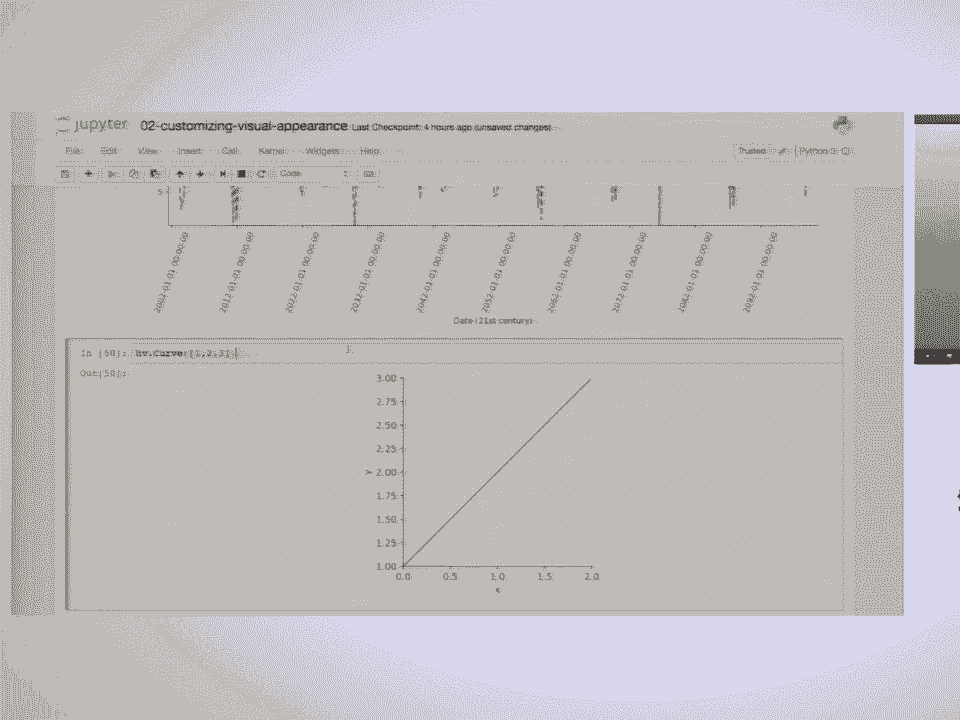 jupyter 02-customizing-visual-appearance Last Checkpoint: 4 hours ago (unsaved changes)
File Edit View Insert Cell Kernel Widgets Help Trusted Python 3
Code
5
2002-01-01 00:00:00 2012-01-01 00:00:00 2022-01-01 00:00:00 2032-01-01 00:00:00 2042-01-01 00:00:00 2052-01-01 00:00:00 2062-01-01 00:00:00 2072-01-01 00:00:00 2082-01-01 00:00:00 2092-01-01 00:00:00
Date (21st century)
In [50]: hv.Curve([1,2,3])
Out[50]:
3.00
2.75
2.50
2.25
y 2.00
1.75
1.50
1.25
1.00
0.0 0.5 1.0 1.5 2.0
x